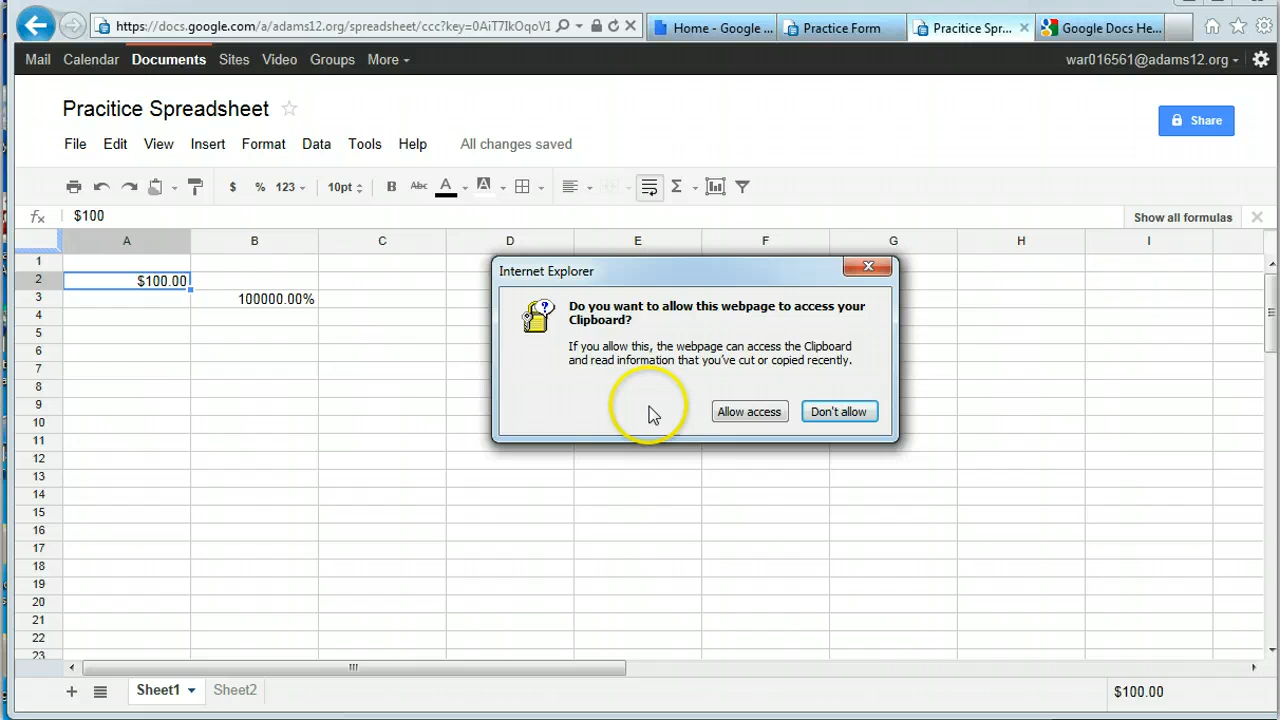 https://docs.google.com/a/adams12.org/spreadsheet/ccc?key=0AiT7IkOqoV1
Home - Google ...
Practice Form
Pracitice Spr...
Google Docs He...
Mail Calendar Documents Sites Video Groups More
war016561@adams12.org
Pracitice Spreadsheet
Share
File Edit View Insert Format Data Tools Help All changes saved
$ % 123 10pt B Abc A A Σ
fx $100 Show all formulas
A B C D E F G H I
1
2 $100.00
3 100000.00%
4
5
6
7
8
9
10
11
12
13
14
15
16
17
18
19
20
21
22
23
Internet Explorer
Do you want to allow this webpage to access your
Clipboard?
If you allow this, the webpage can access the Clipboard
and read information that you've cut or copied recently.
Allow access Don't allow
Sheet1 Sheet2 $100.00